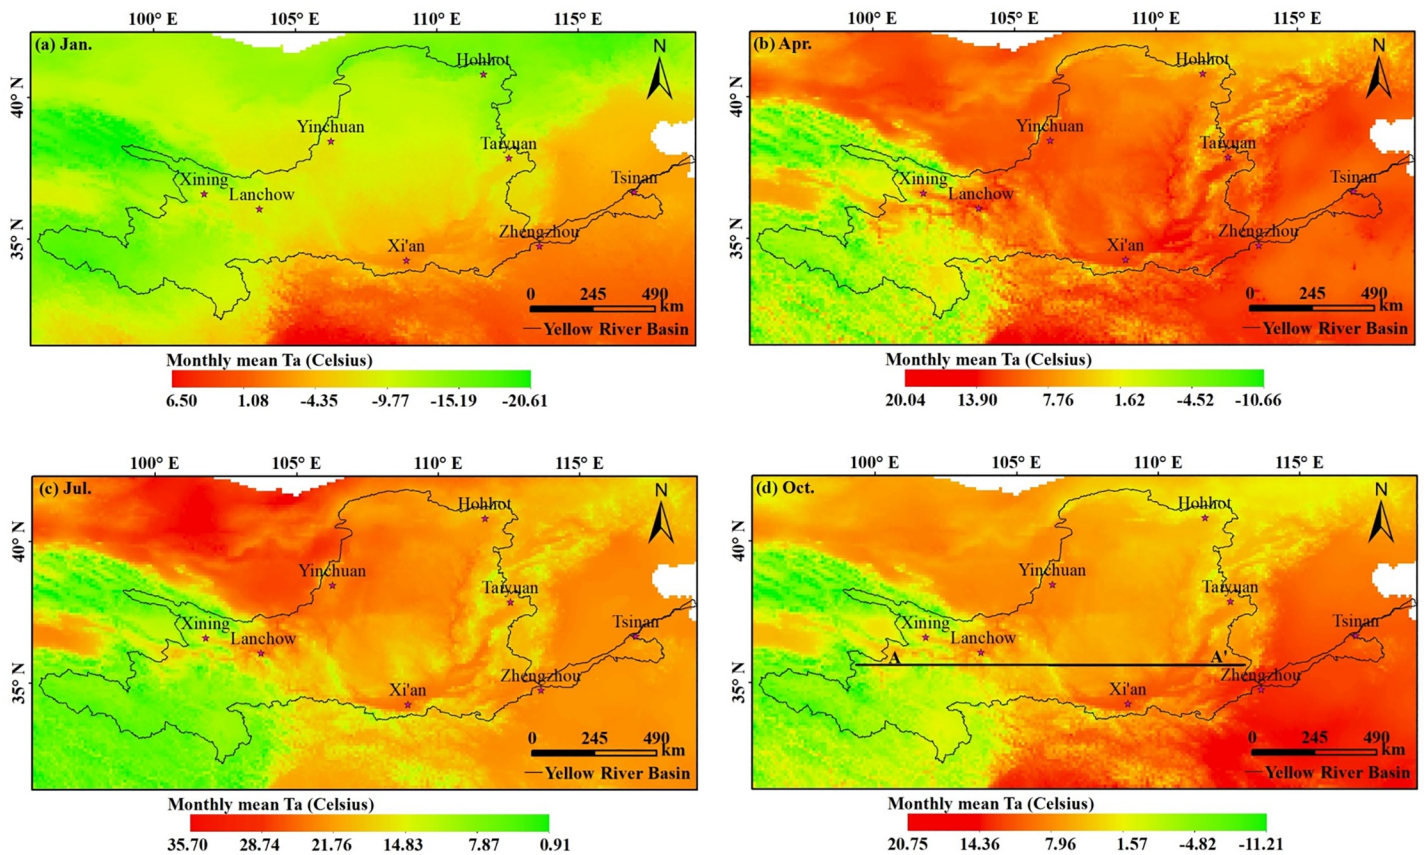 100° E 105° E 110° E 115° E
(a) Jan.
N
40° N
35° N
Hohhot
Yinchuan
Taiyuan
Xining
Lanchow
Tsinan
Xi'an
Zhengzhou
0 245 490
km
Yellow River Basin
Monthly mean Ta (Celsius)
6.50 1.08 -4.35 -9.77 -15.19 -20.61
100° E 105° E 110° E 115° E
(b) Apr.
N
40° N
35° N
Hohhot
Yinchuan
Taiyuan
Xining
Lanchow
Tsinan
Xi'an
Zhengzhou
0 245 490
km
Yellow River Basin
Monthly mean Ta (Celsius)
20.04 13.90 7.76 1.62 -4.52 -10.66
100° E 105° E 110° E 115° E
(c) Jul.
N
40° N
35° N
Hohhot
Yinchuan
Taiyuan
Xining
Lanchow
Tsinan
Xi'an
Zhengzhou
0 245 490
km
Yellow River Basin
Monthly mean Ta (Celsius)
35.70 28.74 21.76 14.83 7.87 0.91
100° E 105° E 110° E 115° E
(d) Oct.
N
40° N
35° N
Hohhot
Yinchuan
Taiyuan
Xining
Lanchow
Tsinan
A A'
Xi'an
Zhengzhou
0 245 490
km
Yellow River Basin
Monthly mean Ta (Celsius)
20.75 14.36 7.96 1.57 -4.82 -11.21